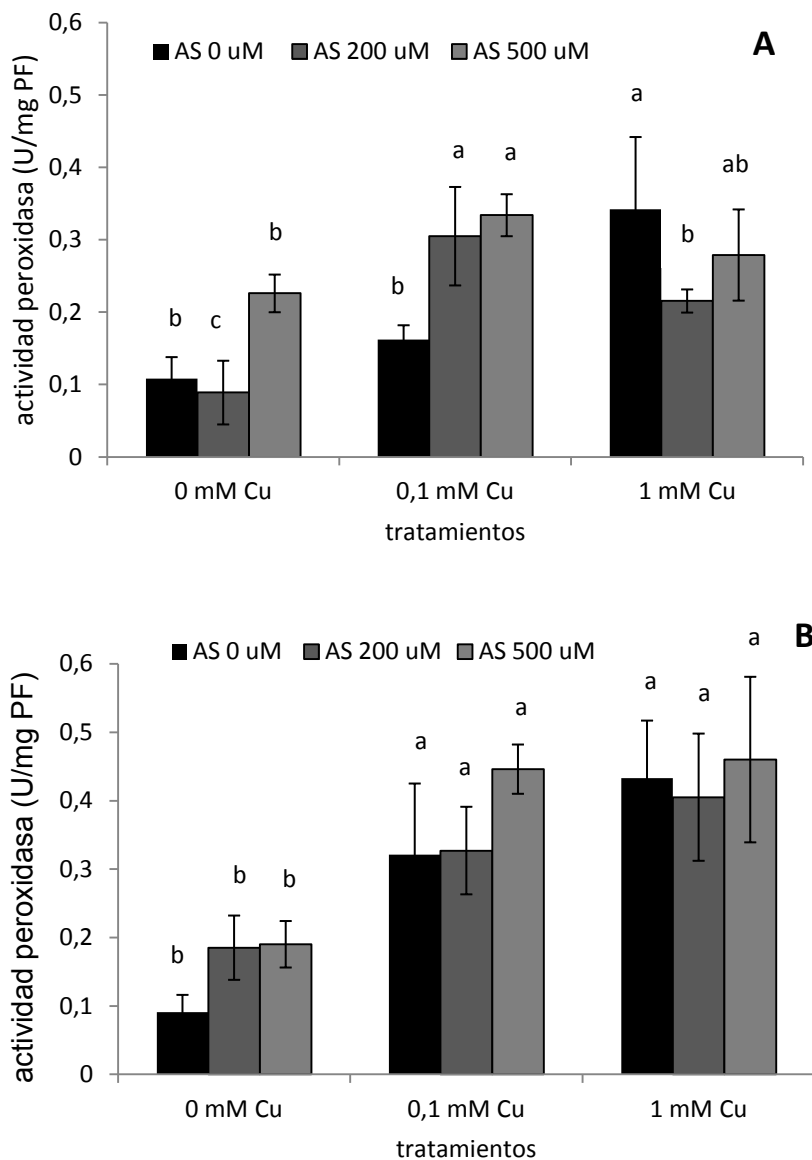 A
AS 0 uM AS 200 uM AS 500 uM
actividad peroxidasa (U/mg PF)
0,6
0,5
0,4
0,3
0,2
0,1
0
b c b
b a a
a b ab
0 mM Cu 0,1 mM Cu 1 mM Cu
tratamientos
B
AS 0 uM AS 200 uM AS 500 uM
actividad peroxidasa (U/mg PF)
0,6
0,5
0,4
0,3
0,2
0,1
0
b b b
a a a
a a a
0 mM Cu 0,1 mM Cu 1 mM Cu
tratamientos